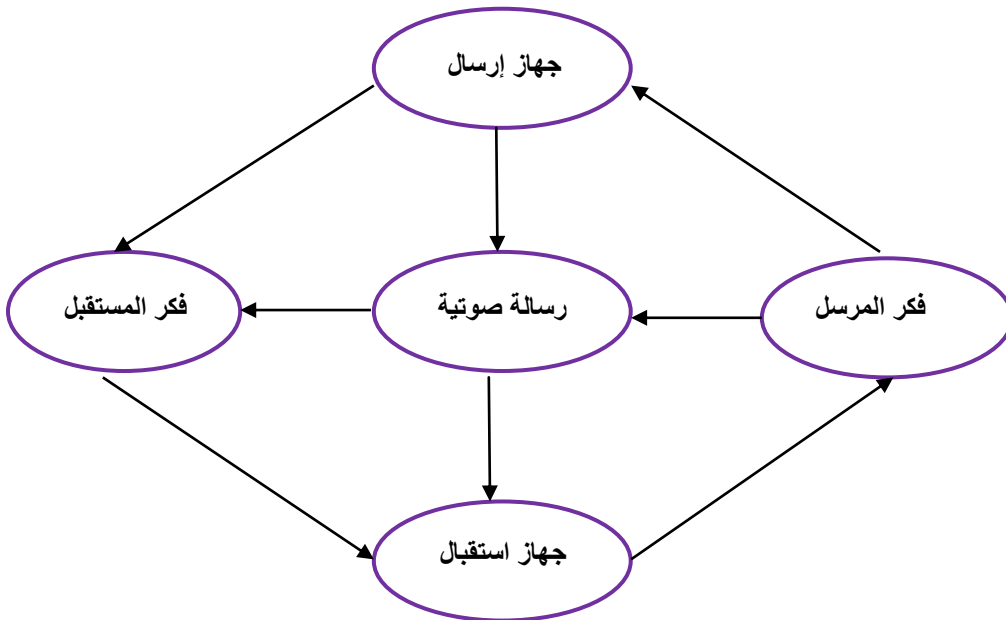 جهاز إرسال
فكر المرسل
رسالة صوتية
فكر المستقبل
جهاز استقبال